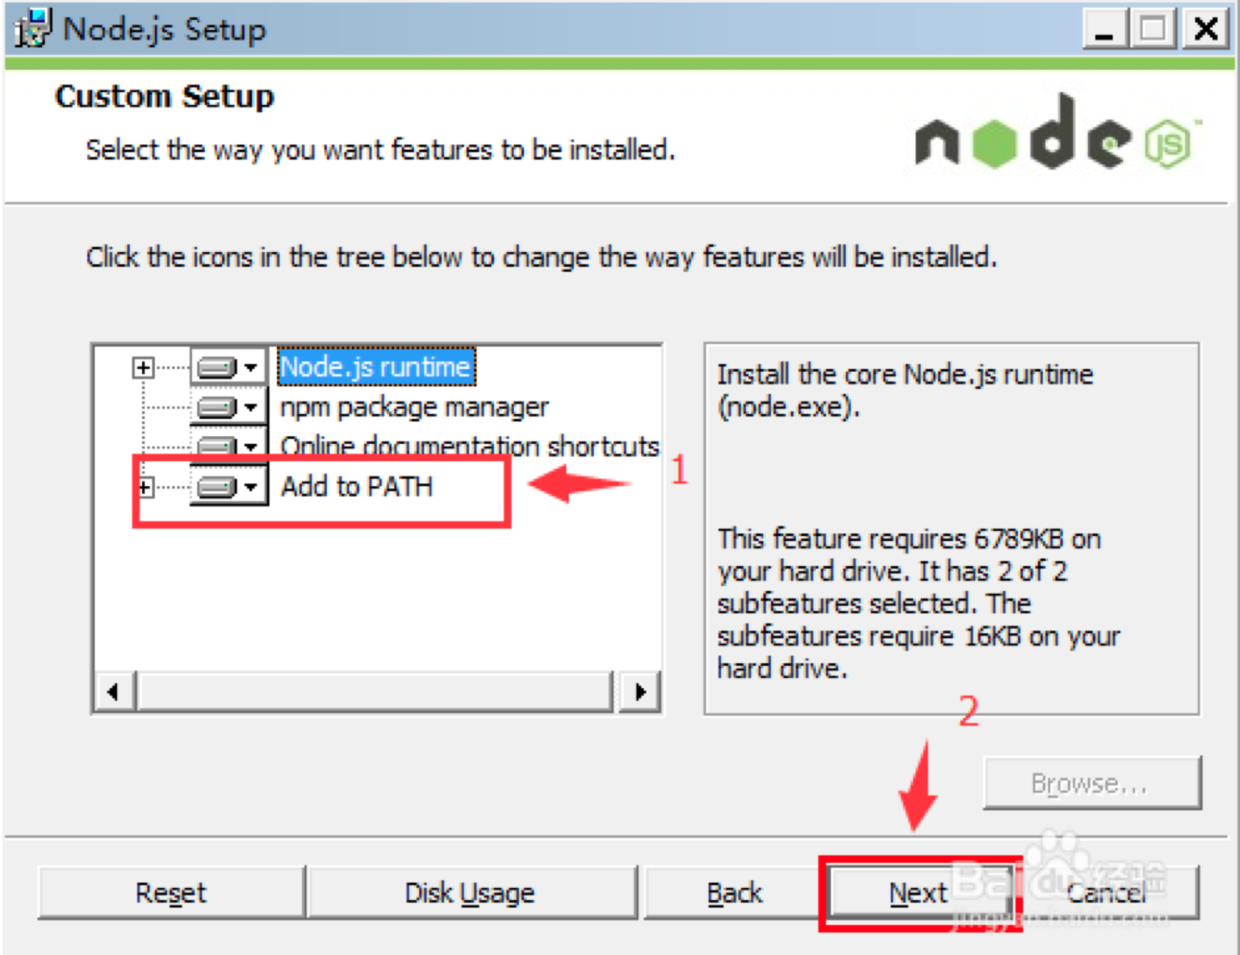 Node.js Setup
Custom Setup
Select the way you want features to be installed.
node JS ™
Click the icons in the tree below to change the way features will be installed.
Node.js runtime
npm package manager
Online documentation shortcuts
Add to PATH
1
Install the core Node.js runtime
(node.exe).
This feature requires 6789KB on
your hard drive. It has 2 of 2
subfeatures selected. The
subfeatures require 16KB on your
hard drive.
2
Browse...
Reset
Disk Usage
Back
Next
Cancel
Baidu 经验
jingyan.baidu.com